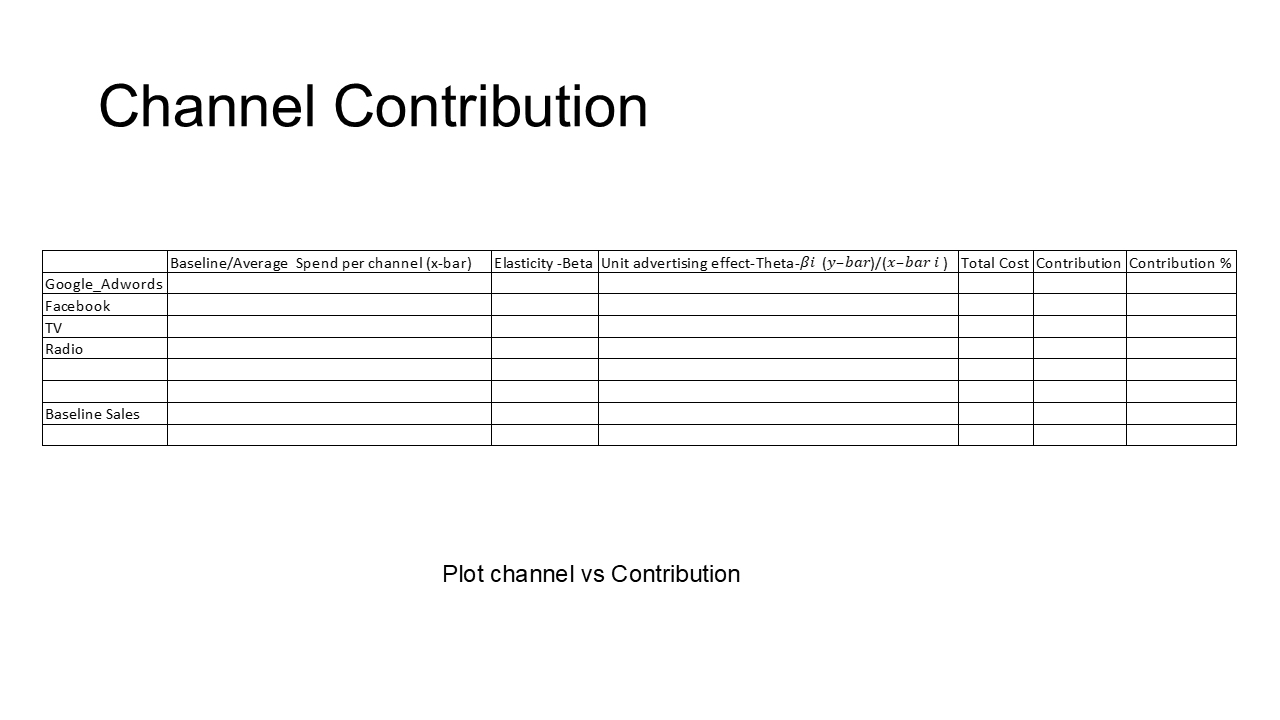 Channel Contribution
Baseline/Average  Spend per channel (x-bar) Elasticity -Beta Unit advertising effect-Theta-𝛽𝑖 (𝑦−𝑏𝑎𝑟)/(𝑥−𝑏𝑎𝑟 𝑖 ) Total Cost Contribution Contribution %
Google_Adwords
Facebook
TV
Radio
Baseline Sales
Plot channel vs Contribution